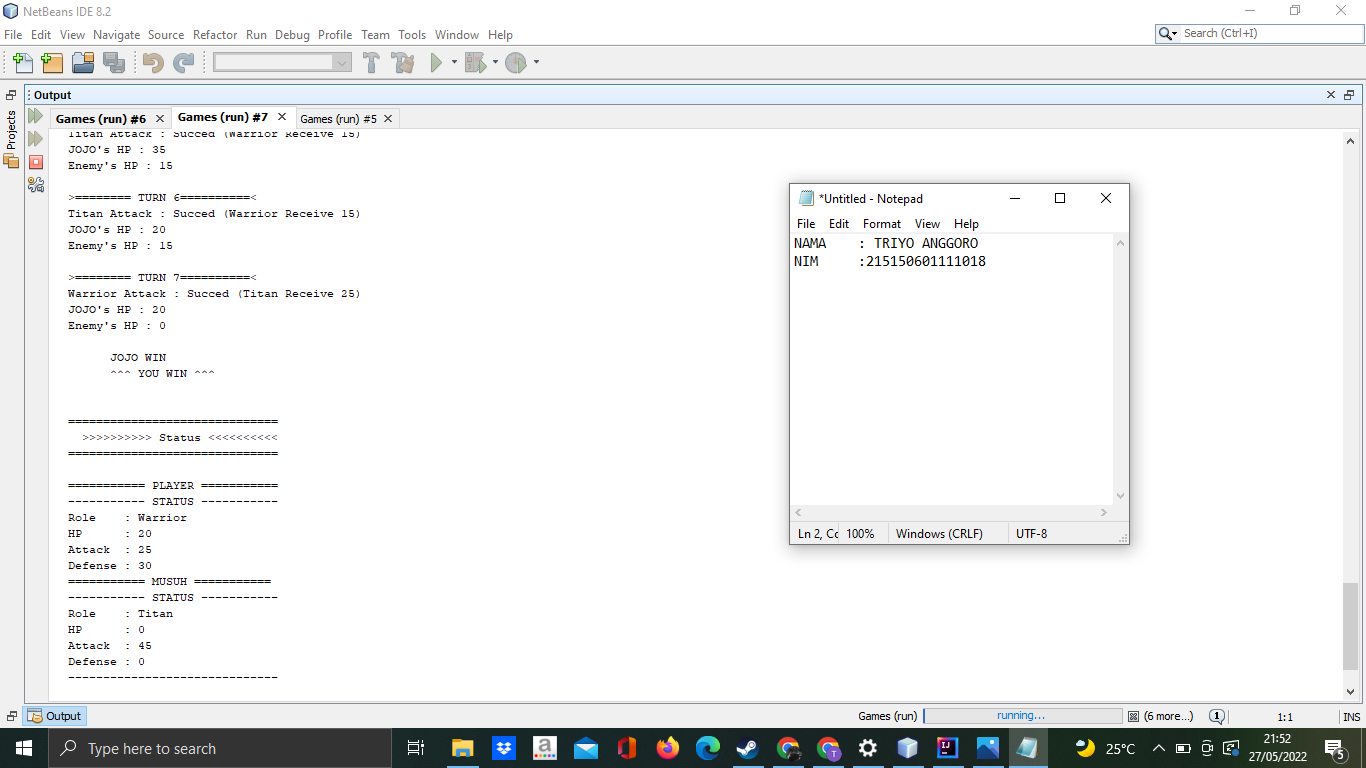 NetBeans IDE 8.2
File Edit View Navigate Source Refactor Run Debug Profile Team Tools Window Help
Search (Ctrl+I)
Projects
Output
Games (run) #6
Games (run) #7
Games (run) #5
Titan Attack : Succed (Warrior Receive 15)
JOJO's HP : 35
Enemy's HP : 15
>======== TURN 6==========<
Titan Attack : Succed (Warrior Receive 15)
JOJO's HP : 20
Enemy's HP : 15
>======== TURN 7==========<
Warrior Attack : Succed (Titan Receive 25)
JOJO's HP : 20
Enemy's HP : 0
JOJO WIN
^^^ YOU WIN ^^^
==============================
>>>>>>>>>> Status <<<<<<<<<<
==============================
=========== PLAYER ===========
----------- STATUS -----------
Role    : Warrior
HP      : 20
Attack  : 25
Defense : 30
=========== MUSUH ===========
----------- STATUS -----------
Role    : Titan
HP      : 0
Attack  : 45
Defense : 0
------------------------------
*Untitled - Notepad
File Edit Format View Help
NAMA    : TRIYO ANGGORO
NIM     :215150601111018
Ln 2, Cc 100% Windows (CRLF) UTF-8
Output
Games (run)
running...
(6 more...)
1
1:1
INS
Type here to search
25°C
21:52
27/05/2022
5